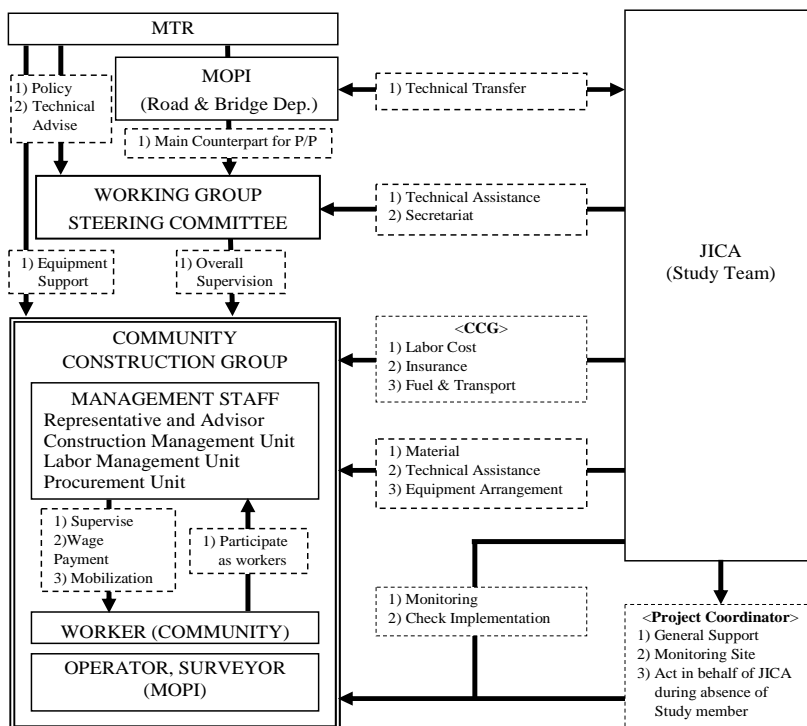 MTR
MOPI
(Road & Bridge Dep.)
1) Policy
2) Technical
Advise
1) Technical Transfer
1) Main Counterpart for P/P
WORKING GROUP
STEERING COMMITTEE
1) Technical Assistance
2) Secretariat
JICA
(Study Team)
1) Equipment
Support
1) Overall
Supervision
COMMUNITY
CONSTRUCTION GROUP
<CCG>
1) Labor Cost
2) Insurance
3) Fuel & Transport
MANAGEMENT STAFF
Representative and Advisor
Construction Management Unit
Labor Management Unit
Procurement Unit
1) Material
2) Technical Assistance
3) Equipment Arrangement
1) Supervise
2)Wage
Payment
3) Mobilization
1) Participate
as workers
1) Monitoring
2) Check Implementation
WORKER (COMMUNITY)
OPERATOR, SURVEYOR
(MOPI)
<Project Coordinator>
1) General Support
2) Monitoring Site
3) Act in behalf of JICA
during absence of
Study member